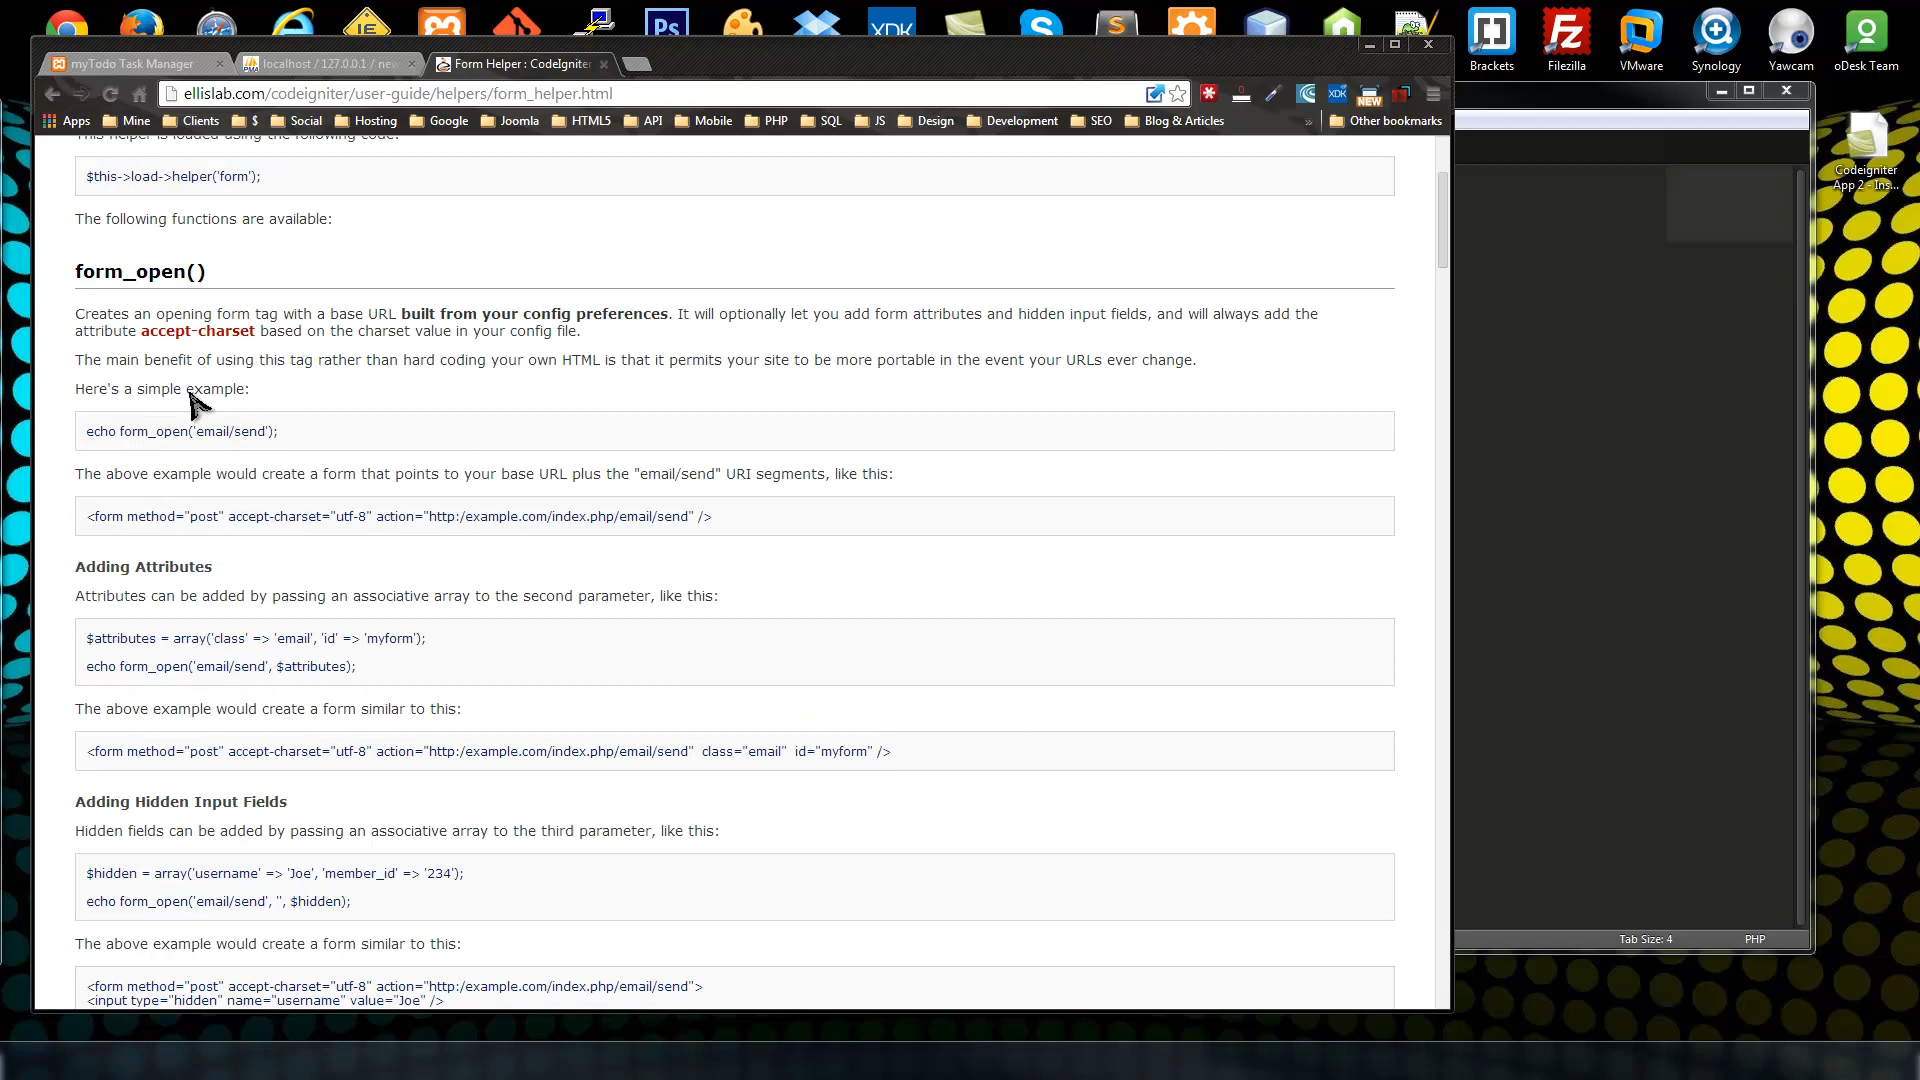 Brackets
Filezilla
VMware
Synology
Yawcam
oDesk Team
myTodo Task Manager
localhost / 127.0.0.1 / new
Form Helper : CodeIgniter
ellislab.com/codeigniter/user-guide/helpers/form_helper.html
Apps Mine Clients $ Social Hosting Google Joomla HTML5 API Mobile PHP SQL JS Design Development SEO Blog & Articles » Other bookmarks
This helper is loaded using the following code:
$this->load->helper('form');
The following functions are available:
form_open()
Creates an opening form tag with a base URL built from your config preferences. It will optionally let you add form attributes and hidden input fields, and will always add the
attribute accept-charset based on the charset value in your config file.
The main benefit of using this tag rather than hard coding your own HTML is that it permits your site to be more portable in the event your URLs ever change.
Here's a simple example:
echo form_open('email/send');
The above example would create a form that points to your base URL plus the "email/send" URI segments, like this:
<form method="post" accept-charset="utf-8" action="http:/example.com/index.php/email/send" />
Adding Attributes
Attributes can be added by passing an associative array to the second parameter, like this:
$attributes = array('class' => 'email', 'id' => 'myform');
echo form_open('email/send', $attributes);
The above example would create a form similar to this:
<form method="post" accept-charset="utf-8" action="http:/example.com/index.php/email/send"  class="email"  id="myform" />
Adding Hidden Input Fields
Hidden fields can be added by passing an associative array to the third parameter, like this:
$hidden = array('username' => 'Joe', 'member_id' => '234');
echo form_open('email/send', '', $hidden);
The above example would create a form similar to this:
<form method="post" accept-charset="utf-8" action="http:/example.com/index.php/email/send">
<input type="hidden" name="username" value="Joe" />
Codeigniter
App 2 - Ins...
Tab Size: 4 PHP
IE
Ps
XDK
S
XDK
NEW
0